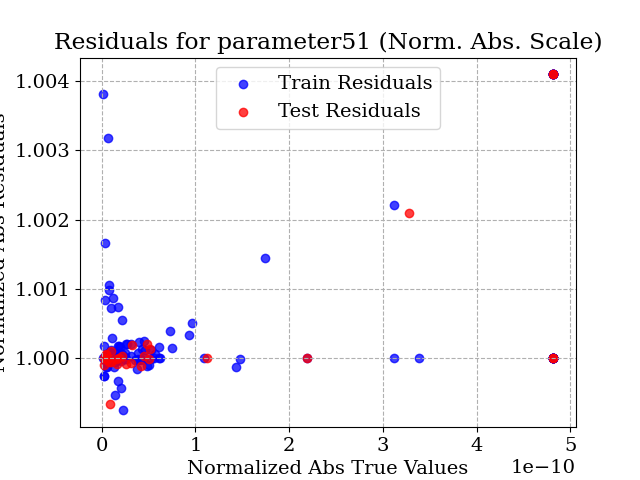 Residuals for parameter51 (Norm. Abs. Scale)
Train Residuals
Test Residuals
Normalized Abs Residuals
1.004
1.003
1.002
1.001
1.000
0
1
2
3
4
5
1e−10
Normalized Abs True Values